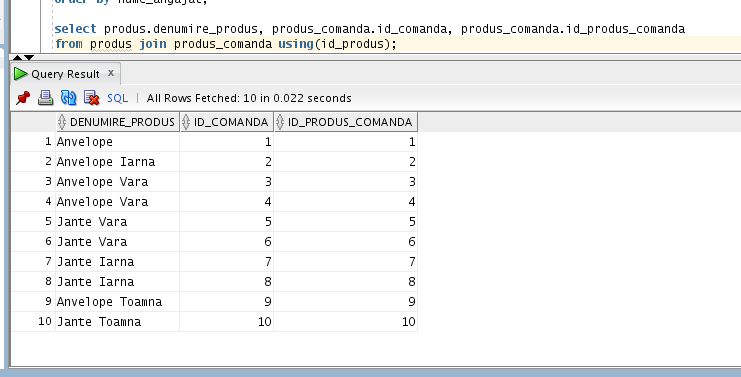 order by nume_angajat;
select produs.denumire_produs, produs_comanda.id_comanda, produs_comanda.id_produs_comanda
from produs join produs_comanda using(id_produs);
Query Result x
SQL | All Rows Fetched: 10 in 0.022 seconds
DENUMIRE_PRODUS ID_COMANDA ID_PRODUS_COMANDA
1 Anvelope 1 1
2 Anvelope Iarna 2 2
3 Anvelope Vara 3 3
4 Anvelope Vara 4 4
5 Jante Vara 5 5
6 Jante Vara 6 6
7 Jante Iarna 7 7
8 Jante Iarna 8 8
9 Anvelope Toamna 9 9
10 Jante Toamna 10 10